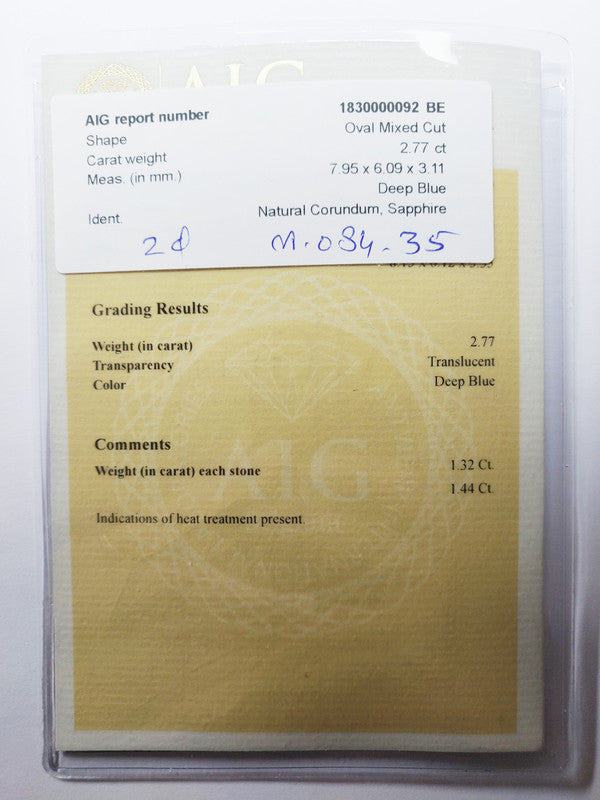 AIG
AIG report number 1830000092 BE
Shape Oval Mixed Cut
Carat weight 2.77 ct
Meas. (in mm.) 7.95 x 6.09 x 3.11
Deep Blue
Ident. Natural Corundum, Sapphire
Grading Results
Weight (in carat) 2.77
Transparency Translucent
Color Deep Blue
Comments
Weight (in carat) each stone 1.32 Ct.
1.44 Ct.
AIG
Indications of heat treatment present.